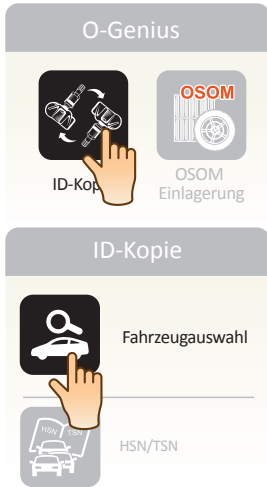 O-Genius
OSOM
ID-Kop
OSOM
Einlagerung
ID-Kopie
Fahrzeugauswahl
HSN TSN
HSN/TSN